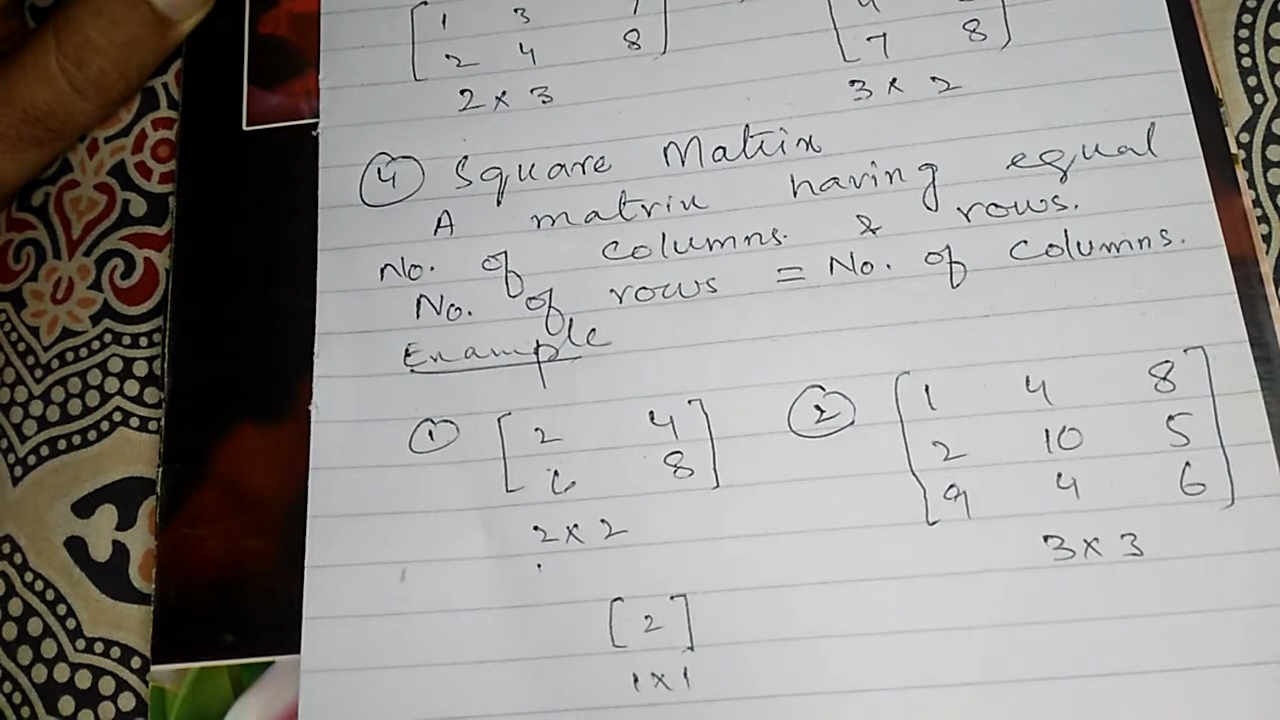 [ 1 3
2 4 8 ]
2 × 3
[ 7 8 ]
3 × 2
④ Square Matrix
A matrix having equal
No. of columns & rows.
No. of rows = No. of columns.
Example
① [ 2 4
6 8 ]
2 × 2
② [ 1 4 8
2 10 5
9 4 6 ]
3 × 3
[ 2 ]
1 × 1